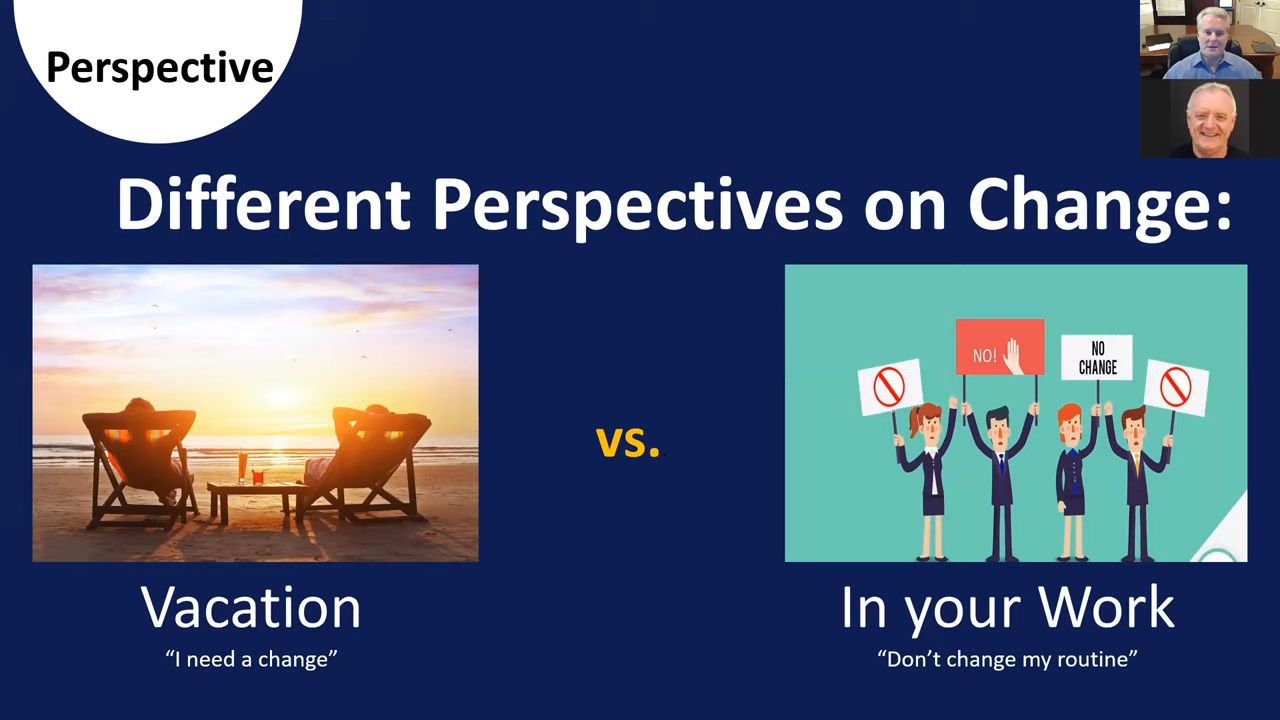 Perspective
Different Perspectives on Change:
NO!
NO
CHANGE
vs.
Vacation
In your Work
“I need a change”
“Don’t change my routine”